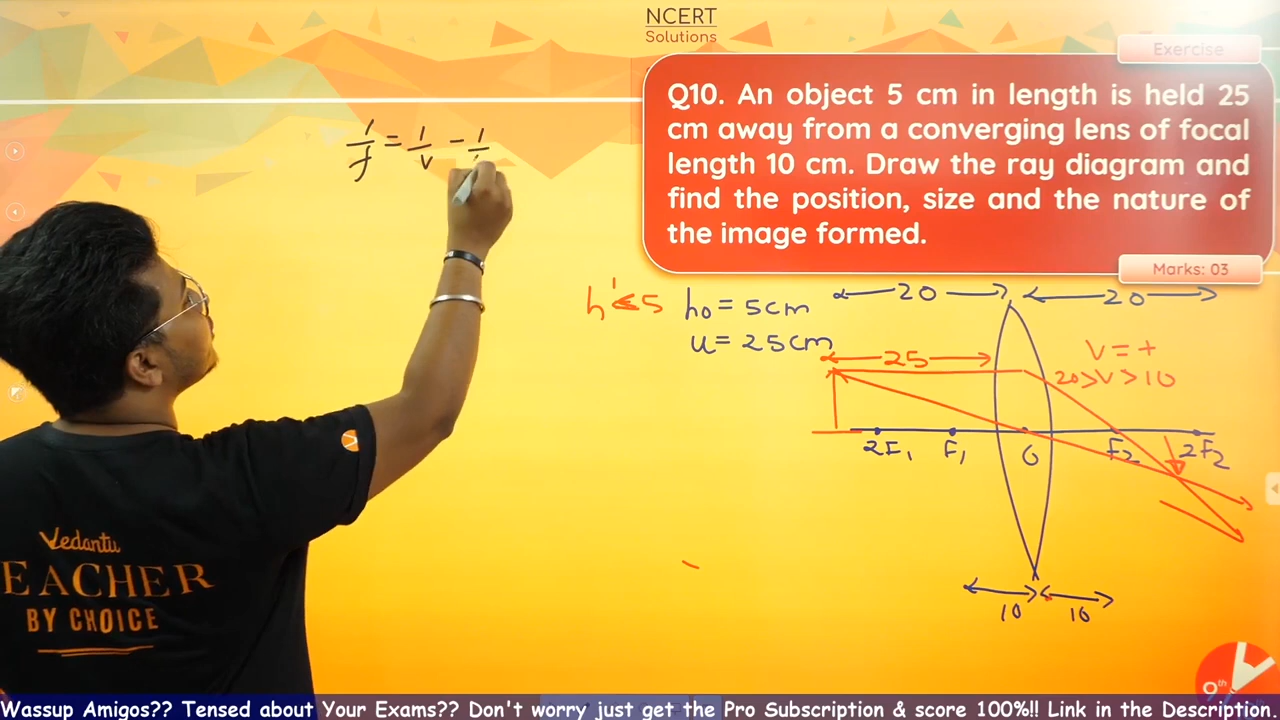 NCERT
Solutions
Exercise
Q10. An object 5 cm in length is held 25
cm away from a converging lens of focal
length 10 cm. Draw the ray diagram and
find the position, size and the nature of
the image formed.
Marks: 03
1/f = 1/v - 1/
h' < 5
h₀ = 5cm
u = 25cm
20
20
25
v = +
20>v>10
2F₁ F₁ O F₂ 2F₂
10
10
Vedantu
EACHER
BY CHOICE
9th
Wassup Amigos?? Tensed about Your Exams?? Don't worry just get the Pro Subscription & score 100%!! Link in the Description.